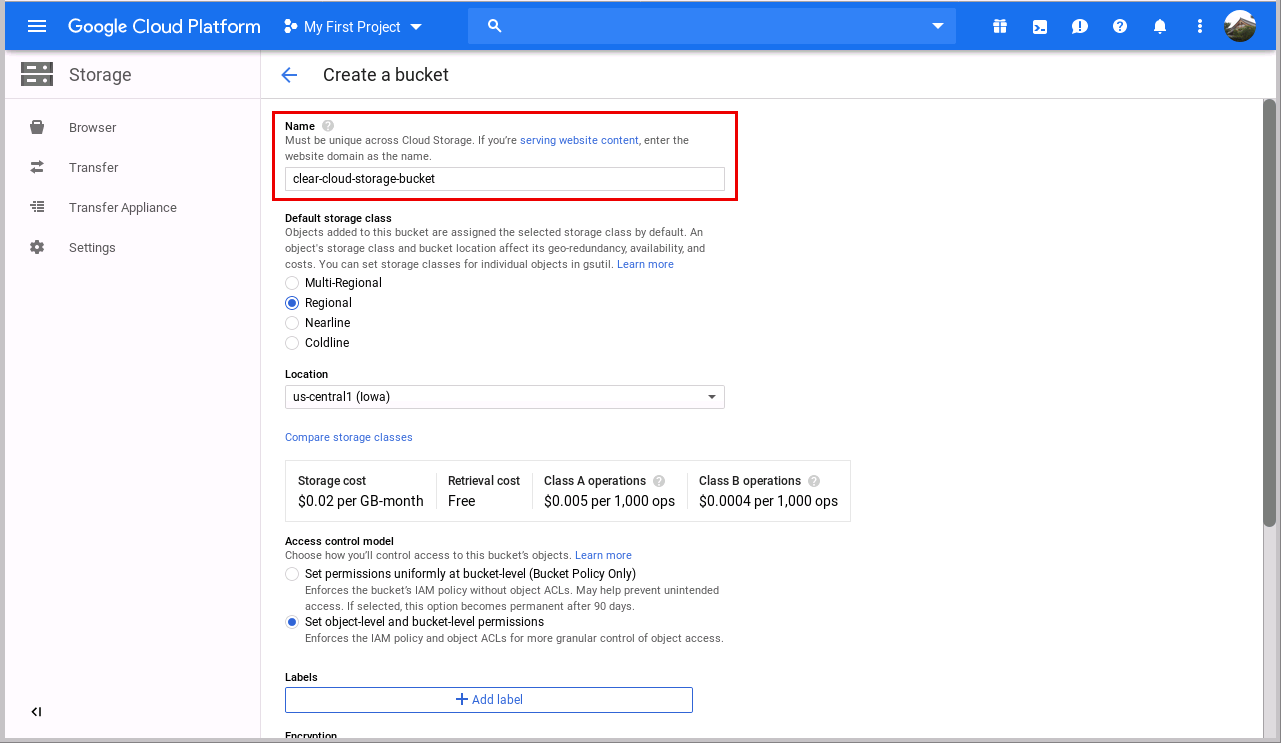 Google Cloud Platform
My First Project
Storage
Create a bucket
Browser
Transfer
Transfer Appliance
Settings
Name
Must be unique across Cloud Storage. If you're serving website content, enter the
website domain as the name.
clear-cloud-storage-bucket
Default storage class
Objects added to this bucket are assigned the selected storage class by default. An
object's storage class and bucket location affect its geo-redundancy, availability, and
costs. You can set storage classes for individual objects in gsutil. Learn more
Multi-Regional
Regional
Nearline
Coldline
Location
us-central1 (Iowa)
Compare storage classes
Storage cost Retrieval cost Class A operations Class B operations
$0.02 per GB-month Free $0.005 per 1,000 ops $0.0004 per 1,000 ops
Access control model
Choose how you'll control access to this bucket's objects. Learn more
Set permissions uniformly at bucket-level (Bucket Policy Only)
Enforces the bucket's IAM policy without object ACLs. May help prevent unintended
access. If selected, this option becomes permanent after 90 days.
Set object-level and bucket-level permissions
Enforces the IAM policy and object ACLs for more granular control of object access.
Labels
Add label
Encryption